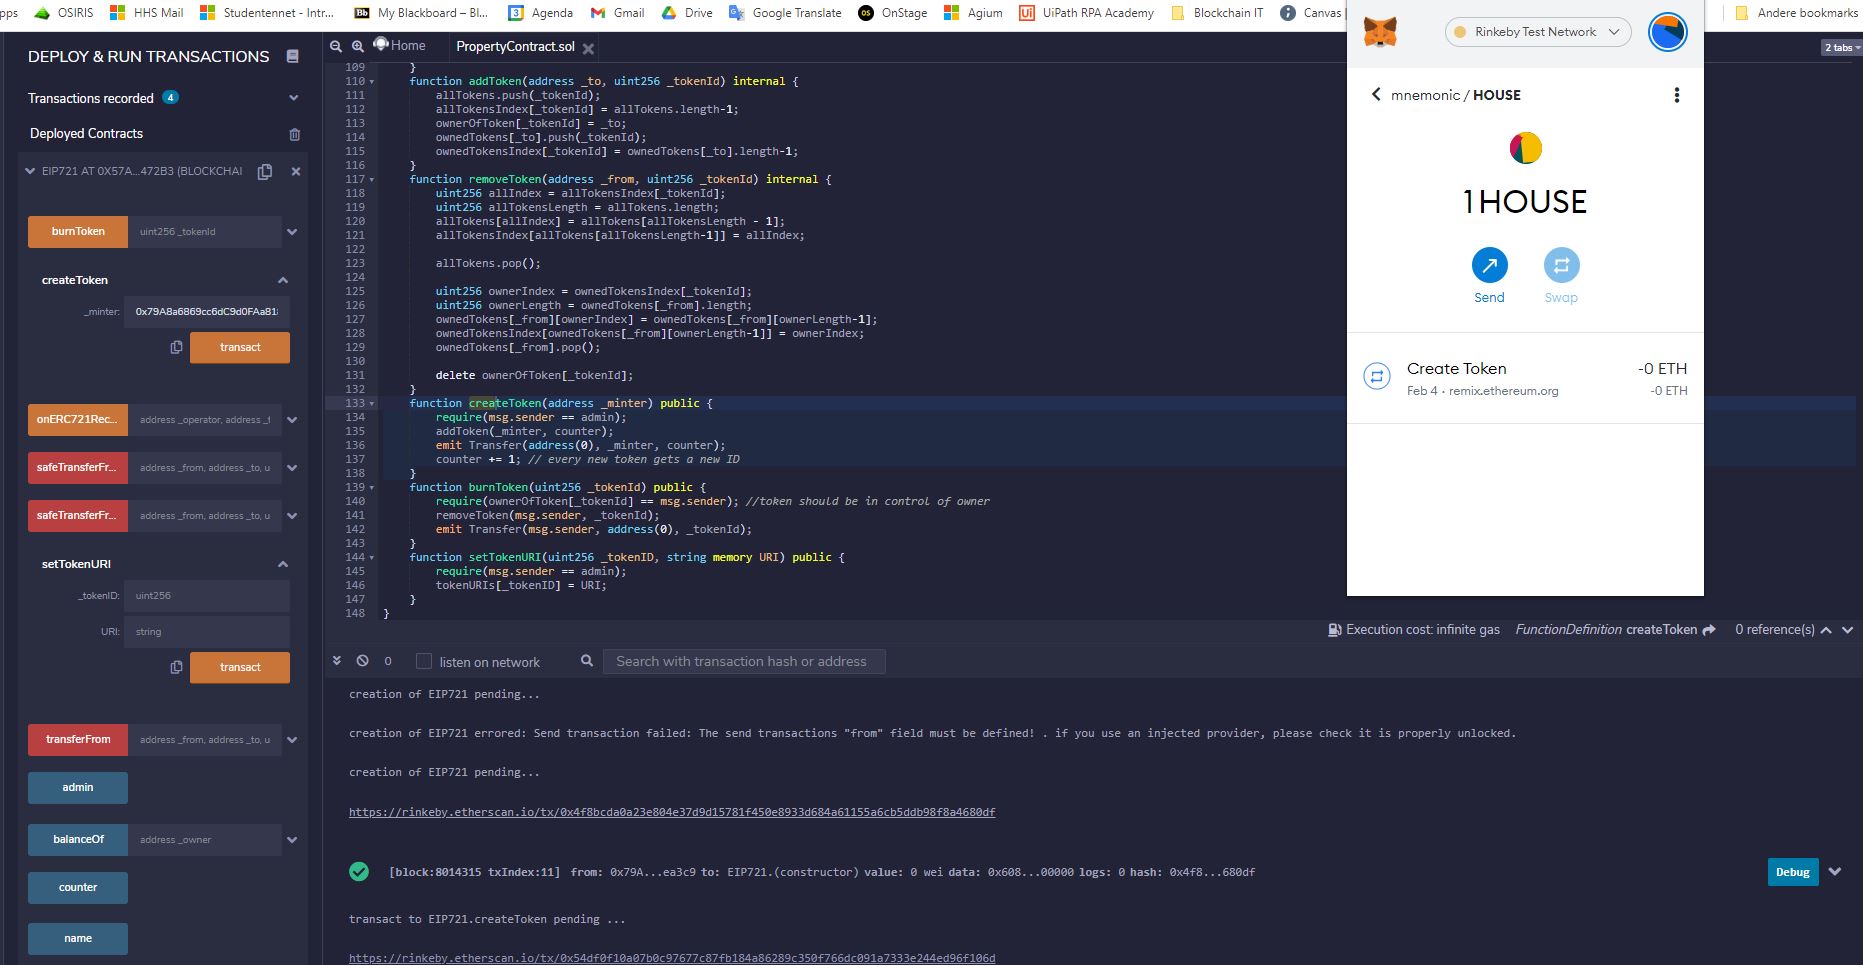 pps OSIRIS HHS Mail Studentennet - Intr... Bb My Blackboard – Bl... 3 Agenda Gmail Drive Google Translate OS OnStage Agium Ui UiPath RPA Academy Blockchain IT Canvas Andere bookmarks
DEPLOY & RUN TRANSACTIONS
Transactions recorded 4
Deployed Contracts
EIP721 AT 0X57A...472B3 (BLOCKCHAI
burnToken uint256 _tokenId
createToken
_minter: 0x79A8a6869cc6dC9d0FAa81
transact
onERC721Rec... address _operator, address _f
safeTransferFr... address _from, address _to, u
safeTransferFr... address _from, address _to, u
setTokenURI
_tokenID: uint256
URI: string
transact
transferFrom address _from, address _to, u
admin
balanceOf address _owner
counter
name
Home PropertyContract.sol
2 tabs
109 }
110 function addToken(address _to, uint256 _tokenId) internal {
111 allTokens.push(_tokenId);
112 allTokensIndex[_tokenId] = allTokens.length-1;
113 ownerOfToken[_tokenId] = _to;
114 ownedTokens[_to].push(_tokenId);
115 ownedTokensIndex[_tokenId] = ownedTokens[_to].length-1;
116 }
117 function removeToken(address _from, uint256 _tokenId) internal {
118 uint256 allIndex = allTokensIndex[_tokenId];
119 uint256 allTokensLength = allTokens.length;
120 allTokens[allIndex] = allTokens[allTokensLength - 1];
121 allTokensIndex[allTokens[allTokensLength-1]] = allIndex;
122
123 allTokens.pop();
124
125 uint256 ownerIndex = ownedTokensIndex[_tokenId];
126 uint256 ownerLength = ownedTokens[_from].length;
127 ownedTokens[_from][ownerIndex] = ownedTokens[_from][ownerLength-1];
128 ownedTokensIndex[ownedTokens[_from][ownerLength-1]] = ownerIndex;
129 ownedTokens[_from].pop();
130
131 delete ownerOfToken[_tokenId];
132 }
133 function createToken(address _minter) public {
134 require(msg.sender == admin);
135 addToken(_minter, counter);
136 emit Transfer(address(0), _minter, counter);
137 counter += 1; // every new token gets a new ID
138 }
139 function burnToken(uint256 _tokenId) public {
140 require(ownerOfToken[_tokenId] == msg.sender); //token should be in control of owner
141 removeToken(msg.sender, _tokenId);
142 emit Transfer(msg.sender, address(0), _tokenId);
143 }
144 function setTokenURI(uint256 _tokenID, string memory URI) public {
145 require(msg.sender == admin);
146 tokenURIs[_tokenID] = URI;
147 }
148 }
Execution cost: infinite gas FunctionDefinition createToken 0 reference(s)
0 listen on network Search with transaction hash or address
creation of EIP721 pending...
creation of EIP721 errored: Send transaction failed: The send transactions "from" field must be defined! . if you use an injected provider, please check it is properly unlocked.
creation of EIP721 pending...
https://rinkeby.etherscan.io/tx/0x4f8bcda0a23e804e37d9d15781f450e8933d684a61155a6cb5ddb98f8a4680df
[block:8014315 txIndex:11] from: 0x79A...ea3c9 to: EIP721.(constructor) value: 0 wei data: 0x608...00000 logs: 0 hash: 0x4f8...680df
Debug
transact to EIP721.createToken pending ...
https://rinkeby.etherscan.io/tx/0x54df0f10a07b0c97677c87fb184a86289c350f766dc091a7333e244ed96f106d
Rinkeby Test Network
mnemonic / HOUSE
1 HOUSE
Send Swap
Create Token -0 ETH
Feb 4 · remix.ethereum.org -0 ETH